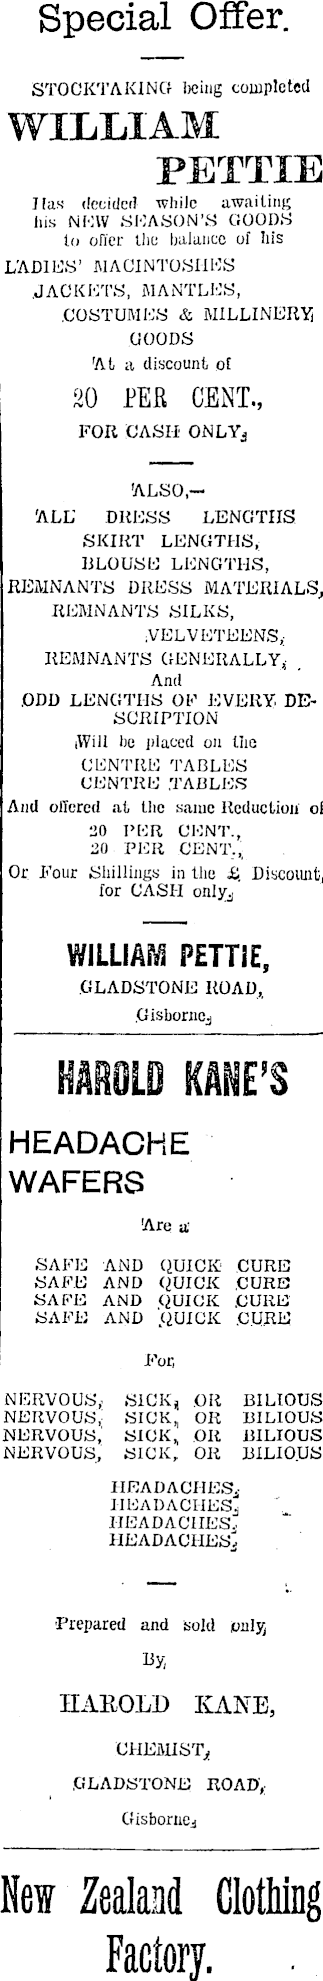 Special Offer.
STOCKTAKING being completed
WILLIAM
PETTIE
Has decided while awaiting
his NEW SEASON'S GOODS
to offer the balance of his
LADIES' MACINTOSHES
JACKETS, MANTLES,
COSTUMES & MILLINERY
GOODS
At a discount of
20 PER CENT.,
FOR CASH ONLY,
ALSO,—
ALL DRESS LENGTHS
SKIRT LENGTHS,
BLOUSE LENGTHS,
REMNANTS DRESS MATERIALS,
REMNANTS SILKS,
VELVETEENS,
REMNANTS GENERALLY,
And
ODD LENGTHS OF EVERY DE-
SCRIPTION
Will be placed on the
CENTRE TABLES
CENTRE TABLES
And offered at the same Reduction of
20 PER CENT.,
20 PER CENT.,
Or Four Shillings in the £ Discount,
for CASH only,
WILLIAM PETTIE,
GLADSTONE ROAD,
Gisborne,
HAROLD KANE'S
HEADACHE
WAFERS
Are a
SAFE AND QUICK CURE
SAFE AND QUICK CURE
SAFE AND QUICK CURE
SAFE AND QUICK CURE
For,
NERVOUS, SICK, OR BILIOUS
NERVOUS, SICK, OR BILIOUS
NERVOUS, SICK, OR BILIOUS
NERVOUS, SICK, OR BILIOUS
HEADACHES,
HEADACHES,
HEADACHES,
HEADACHES,
Prepared and sold only,
By,
HAROLD KANE,
CHEMIST,
GLADSTONE ROAD,
Gisborne,
New Zealand Clothing
Factory.